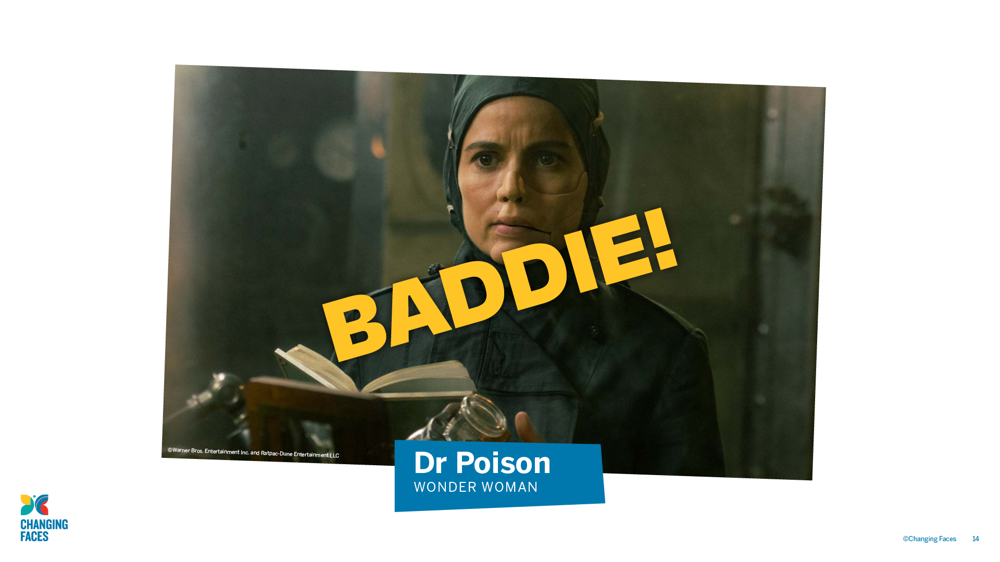 BADDIE!
©Warner Bros. Entertainment Inc. and Ratpac-Dune Entertainment LLC
Dr Poison
WONDER WOMAN
CHANGING
FACES
©Changing Faces 14